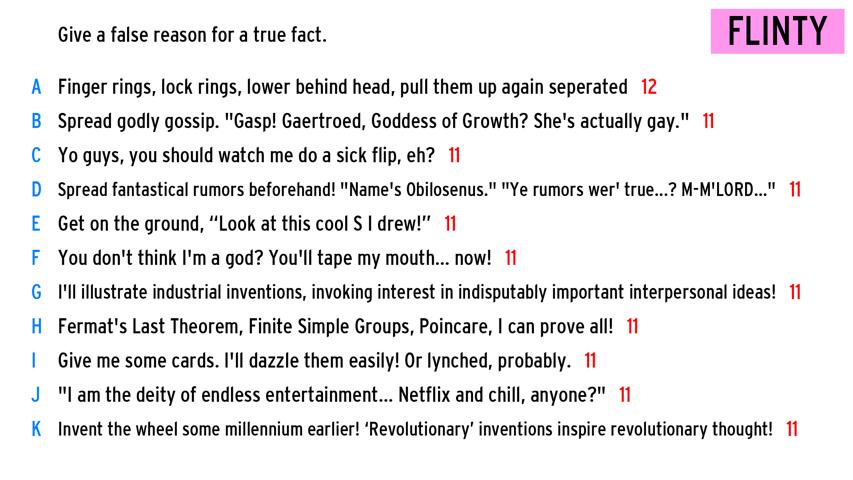 Give a false reason for a true fact.
FLINTY
A Finger rings, lock rings, lower behind head, pull them up again seperated 12
B Spread godly gossip. "Gasp! Gaertroed, Goddess of Growth? She's actually gay." 11
C Yo guys, you should watch me do a sick flip, eh? 11
D Spread fantastical rumors beforehand! "Name's Obilosenus." "Ye rumors wer' true...? M-M'LORD..." 11
E Get on the ground, “Look at this cool S I drew!” 11
F You don't think I'm a god? You'll tape my mouth... now! 11
G I'll illustrate industrial inventions, invoking interest in indisputably important interpersonal ideas! 11
H Fermat's Last Theorem, Finite Simple Groups, Poincare, I can prove all! 11
I Give me some cards. I'll dazzle them easily! Or lynched, probably. 11
J "I am the deity of endless entertainment... Netflix and chill, anyone?" 11
K Invent the wheel some millennium earlier! ‘Revolutionary’ inventions inspire revolutionary thought! 11